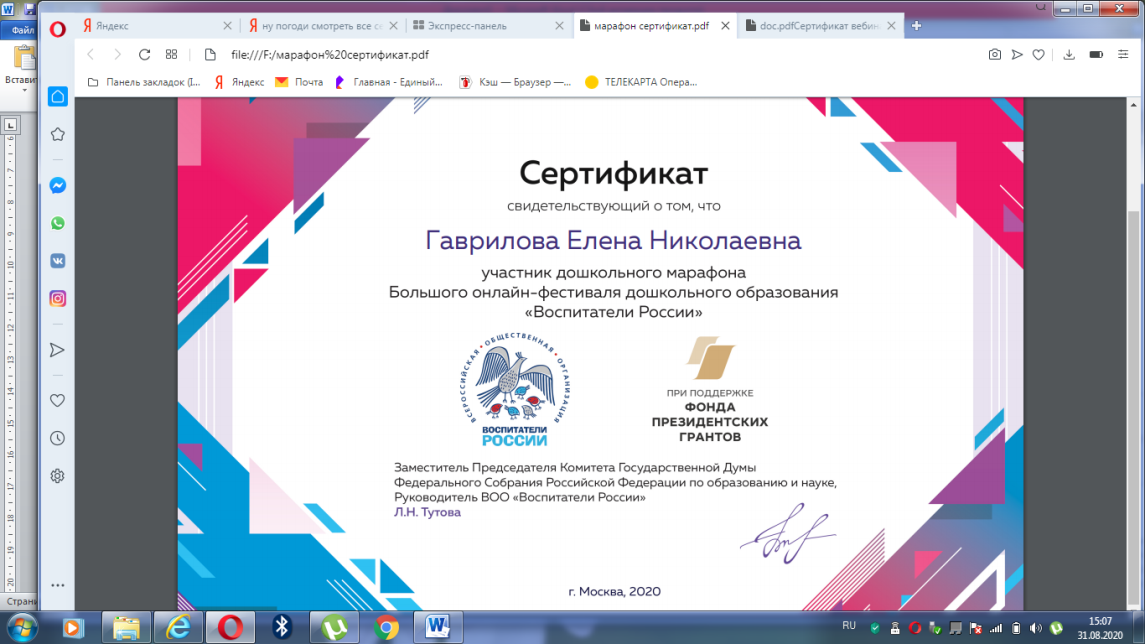 Файл
Яндекс
ну погоди смотреть все с
Экспресс-панель
марафон сертификат.pdf
doc.pdfСертификат вебин
file:///F:/марафон%20сертификат.pdf
Вставит
Панель закладок (I...
Яндекс
Почта
Главная - Единый...
Кэш — Браузер —...
ТЕЛЕКАРТА Опера...
Сертификат
свидетельствующий о том, что
Гаврилова Елена Николаевна
участник дошкольного марафона
Большого онлайн-фестиваля дошкольного образования
«Воспитатели России»
ВСЕРОССИЙСКАЯ • ОБЩЕСТВЕННАЯ • ОРГАНИЗАЦИЯ
ВОСПИТАТЕЛИ
РОССИИ
ПРИ ПОДДЕРЖКЕ
ФОНДА
ПРЕЗИДЕНТСКИХ
ГРАНТОВ
Заместитель Председателя Комитета Государственной Думы
Федерального Собрания Российской Федерации по образованию и науке,
Руководитель ВОО «Воспитатели России»
Л.Н. Тутова
г. Москва, 2020
Страни
RU
15:07
31.08.2020